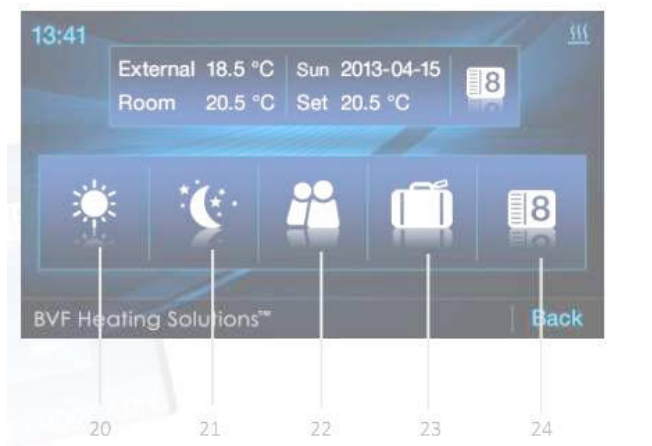 13:41
External 18.5 °C Sun 2013-04-15 8
Room 20.5 °C Set 20.5 °C
8
BVF Heating Solutions™ Back
20 21 22 23 24